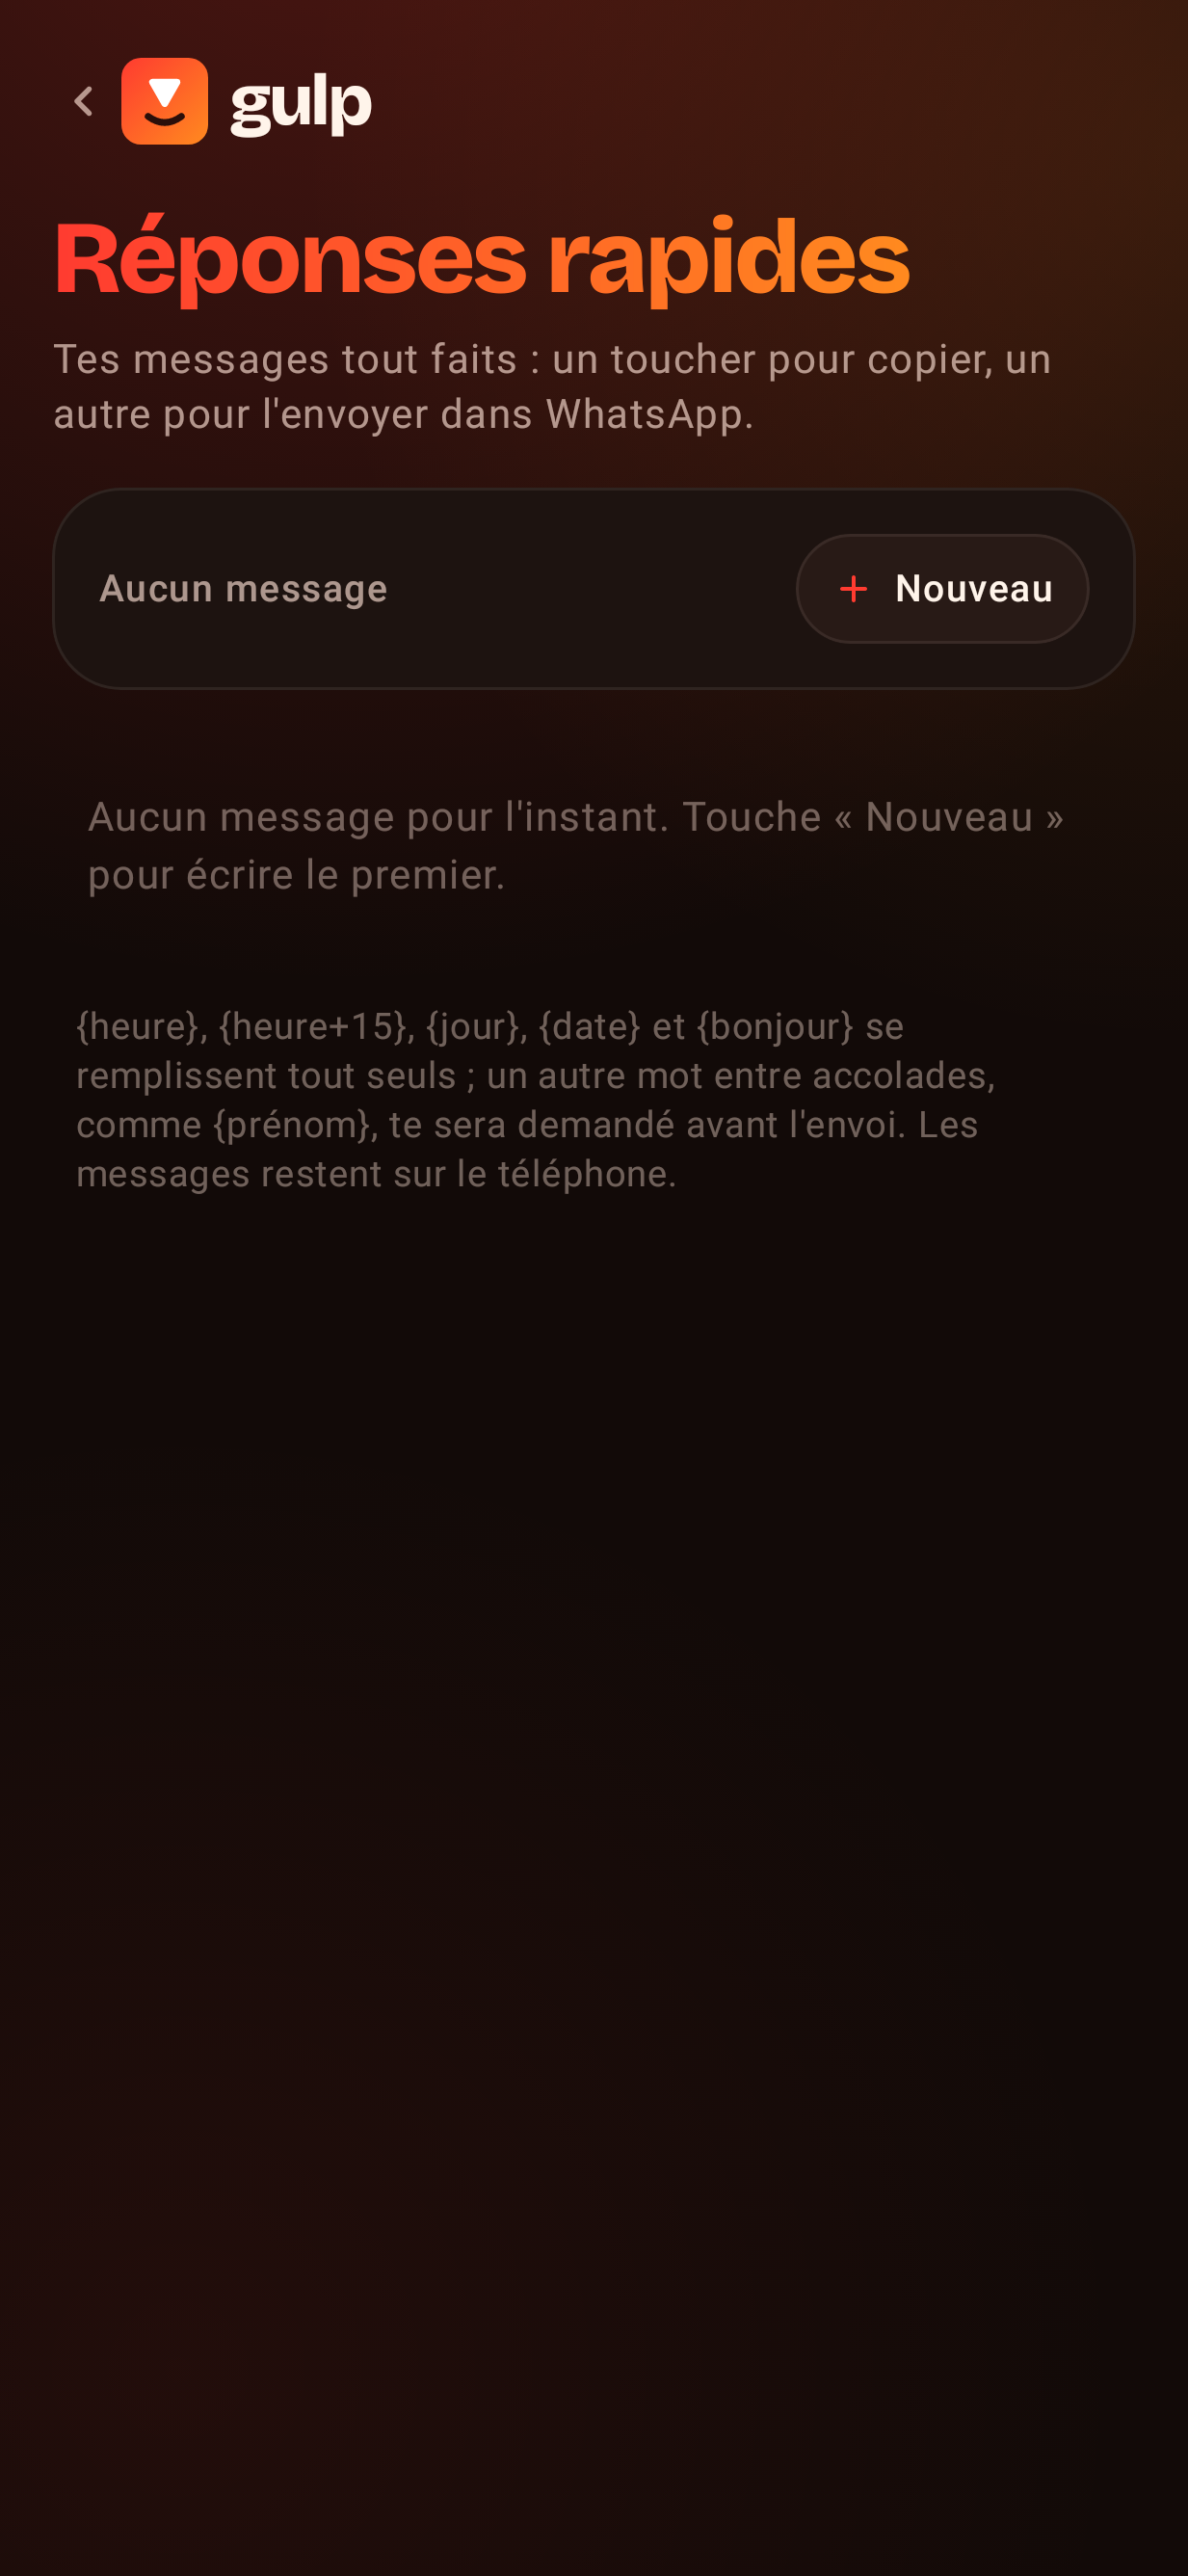 gulp
Réponses rapides
Tes messages tout faits : un toucher pour copier, un
autre pour l'envoyer dans WhatsApp.
Aucun message
+ Nouveau
Aucun message pour l'instant. Touche « Nouveau »
pour écrire le premier.
{heure}, {heure+15}, {jour}, {date} et {bonjour} se
remplissent tout seuls ; un autre mot entre accolades,
comme {prénom}, te sera demandé avant l'envoi. Les
messages restent sur le téléphone.